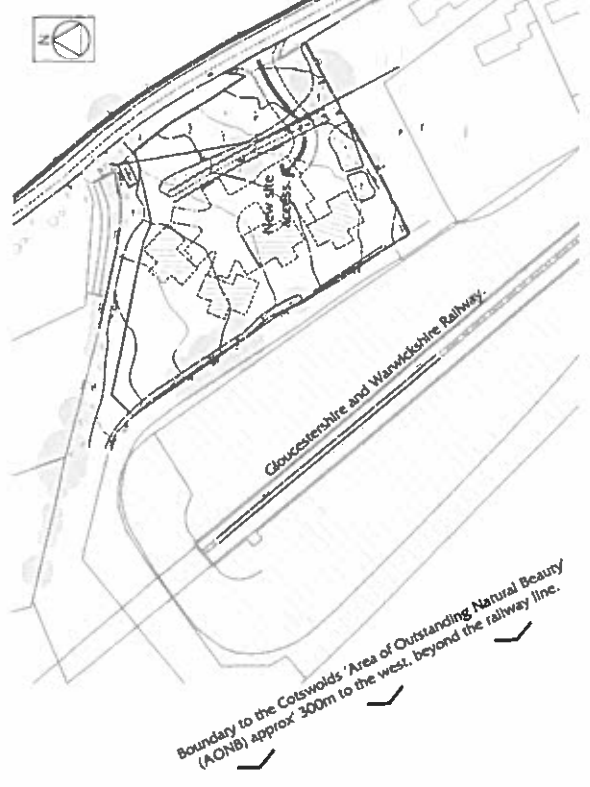 N
New site
access.
Gloucestershire and Warwickshire Railway.
Boundary to the Cotswolds 'Area of Outstanding Natural Beauty
(AONB) approx' 300m to the west, beyond the railway line.